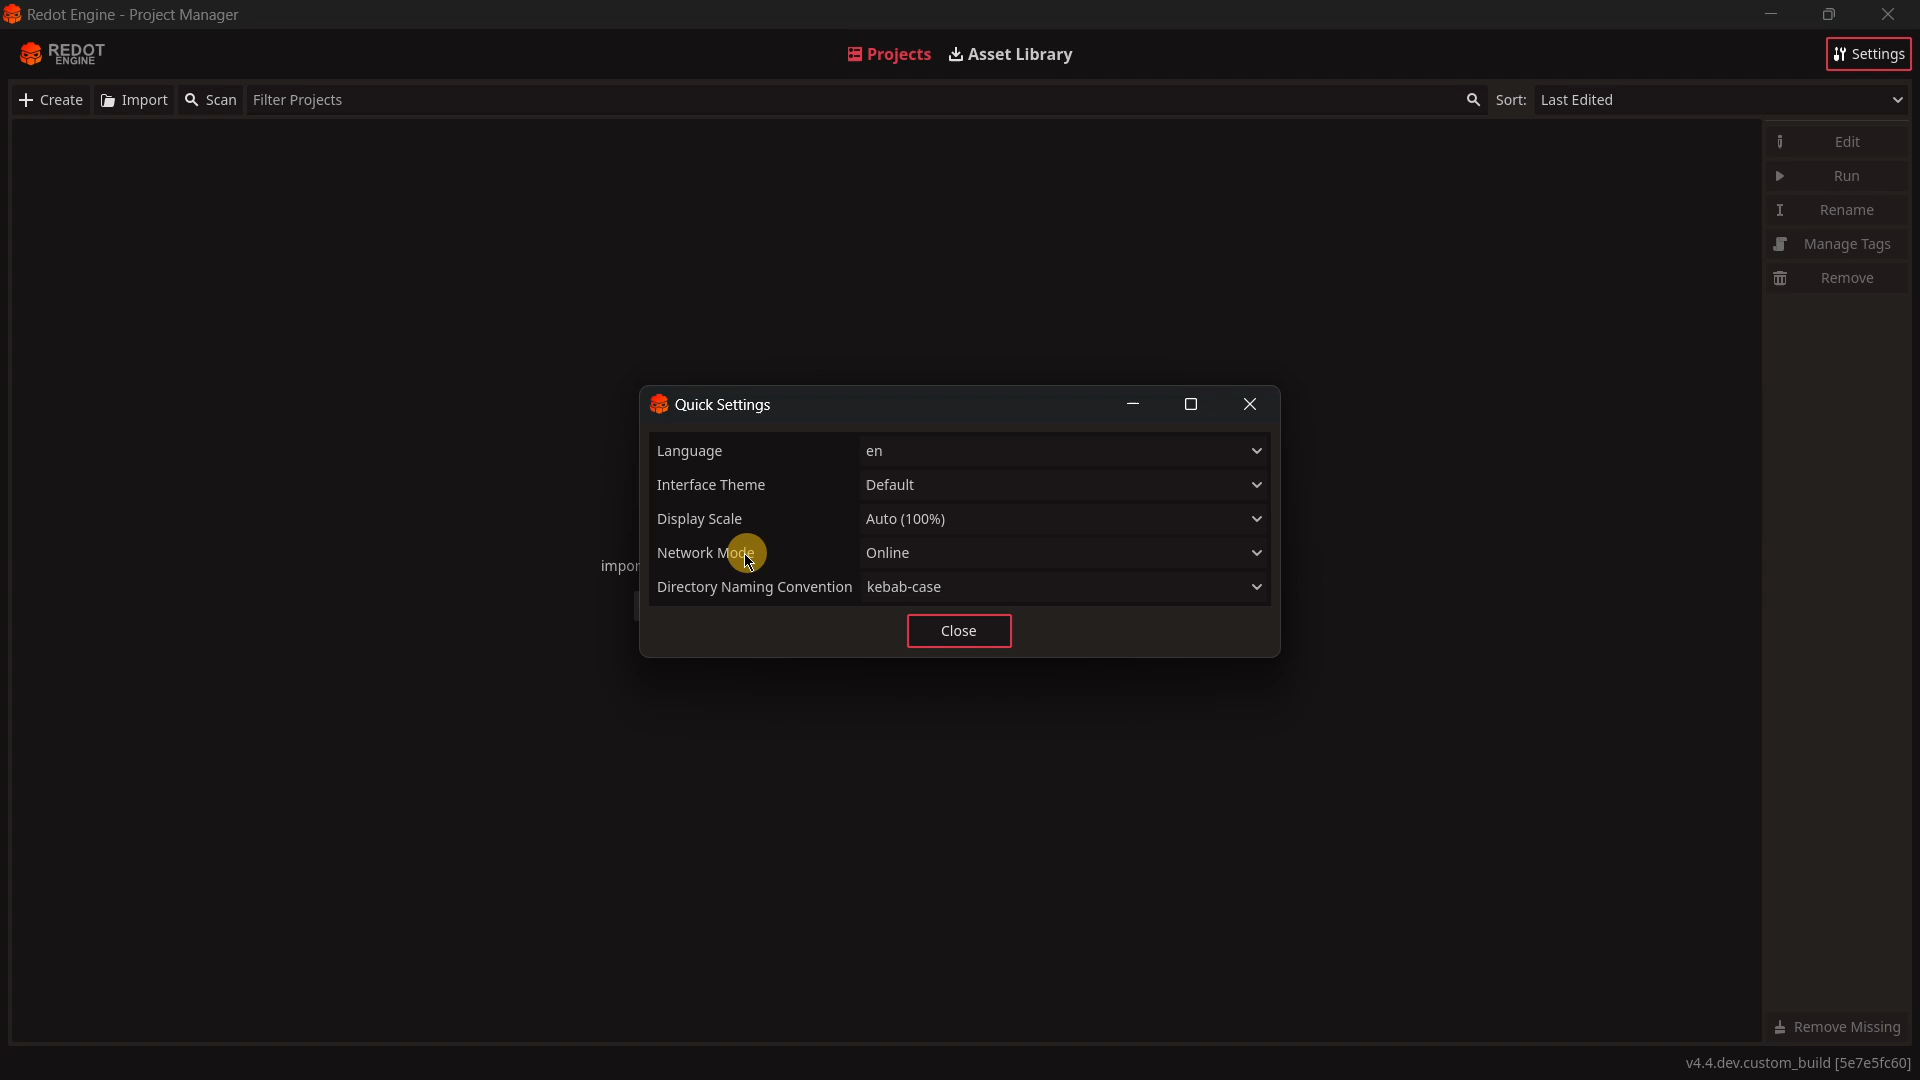 Redot Engine - Project Manager
REDOT
ENGINE
Projects
Asset Library
Settings
Create
Import
Scan
Filter Projects
Sort:
Last Edited
Edit
Run
Rename
Manage Tags
Remove
Quick Settings
Language
en
Interface Theme
Default
Display Scale
Auto (100%)
Network Mode
Online
impor
Directory Naming Convention
kebab-case
Close
Remove Missing
v4.4.dev.custom_build [5e7e5fc60]